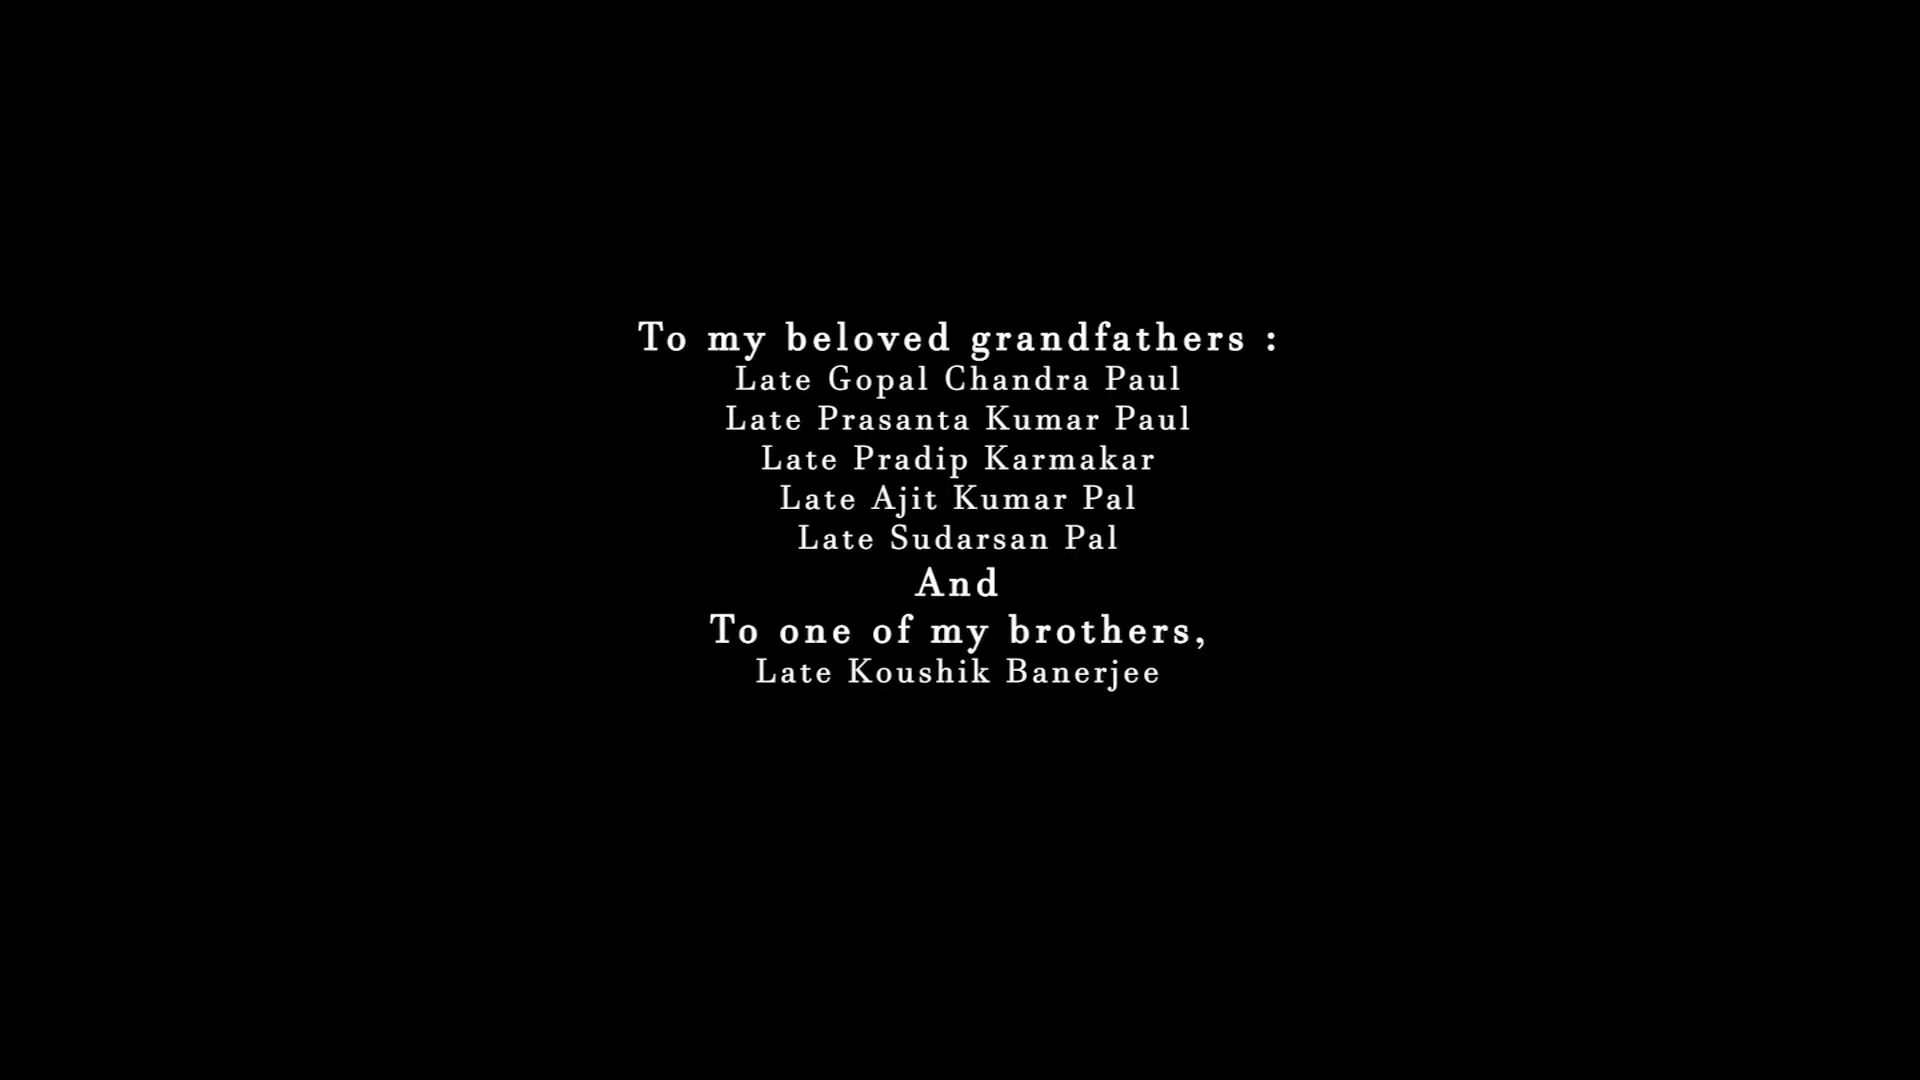 To my beloved grandfathers :
Late Gopal Chandra Paul
Late Prasanta Kumar Paul
Late Pradip Karmakar
Late Ajit Kumar Pal
Late Sudarsan Pal
And
To one of my brothers,
Late Koushik Banerjee